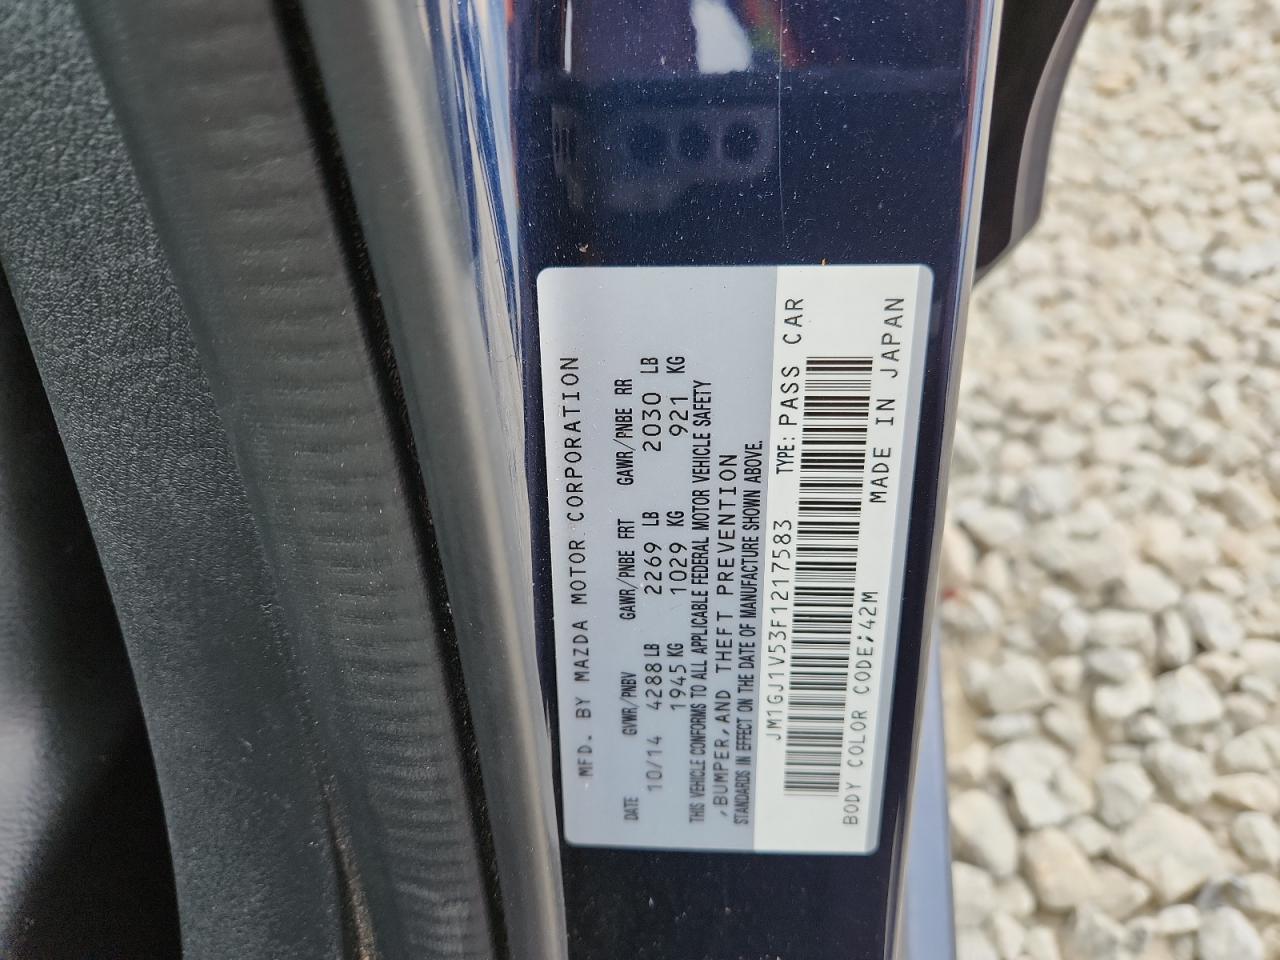 MFD. BY MAZDA MOTOR CORPORATION
DATE GVWR/PNBV GAWR/PNBE FRT GAWR/PNBE RR
10/14 4288 LB 2269 LB 2030 LB
1945 KG 1029 KG 921 KG
THIS VEHICLE CONFORMS TO ALL APPLICABLE FEDERAL MOTOR VEHICLE SAFETY
,BUMPER,AND THEFT PREVENTION
STANDARDS IN EFFECT ON THE DATE OF MANUFACTURE SHOWN ABOVE.
JM1GJ1V53F1217583 TYPE: PASS CAR
BODY COLOR CODE;42M MADE IN JAPAN